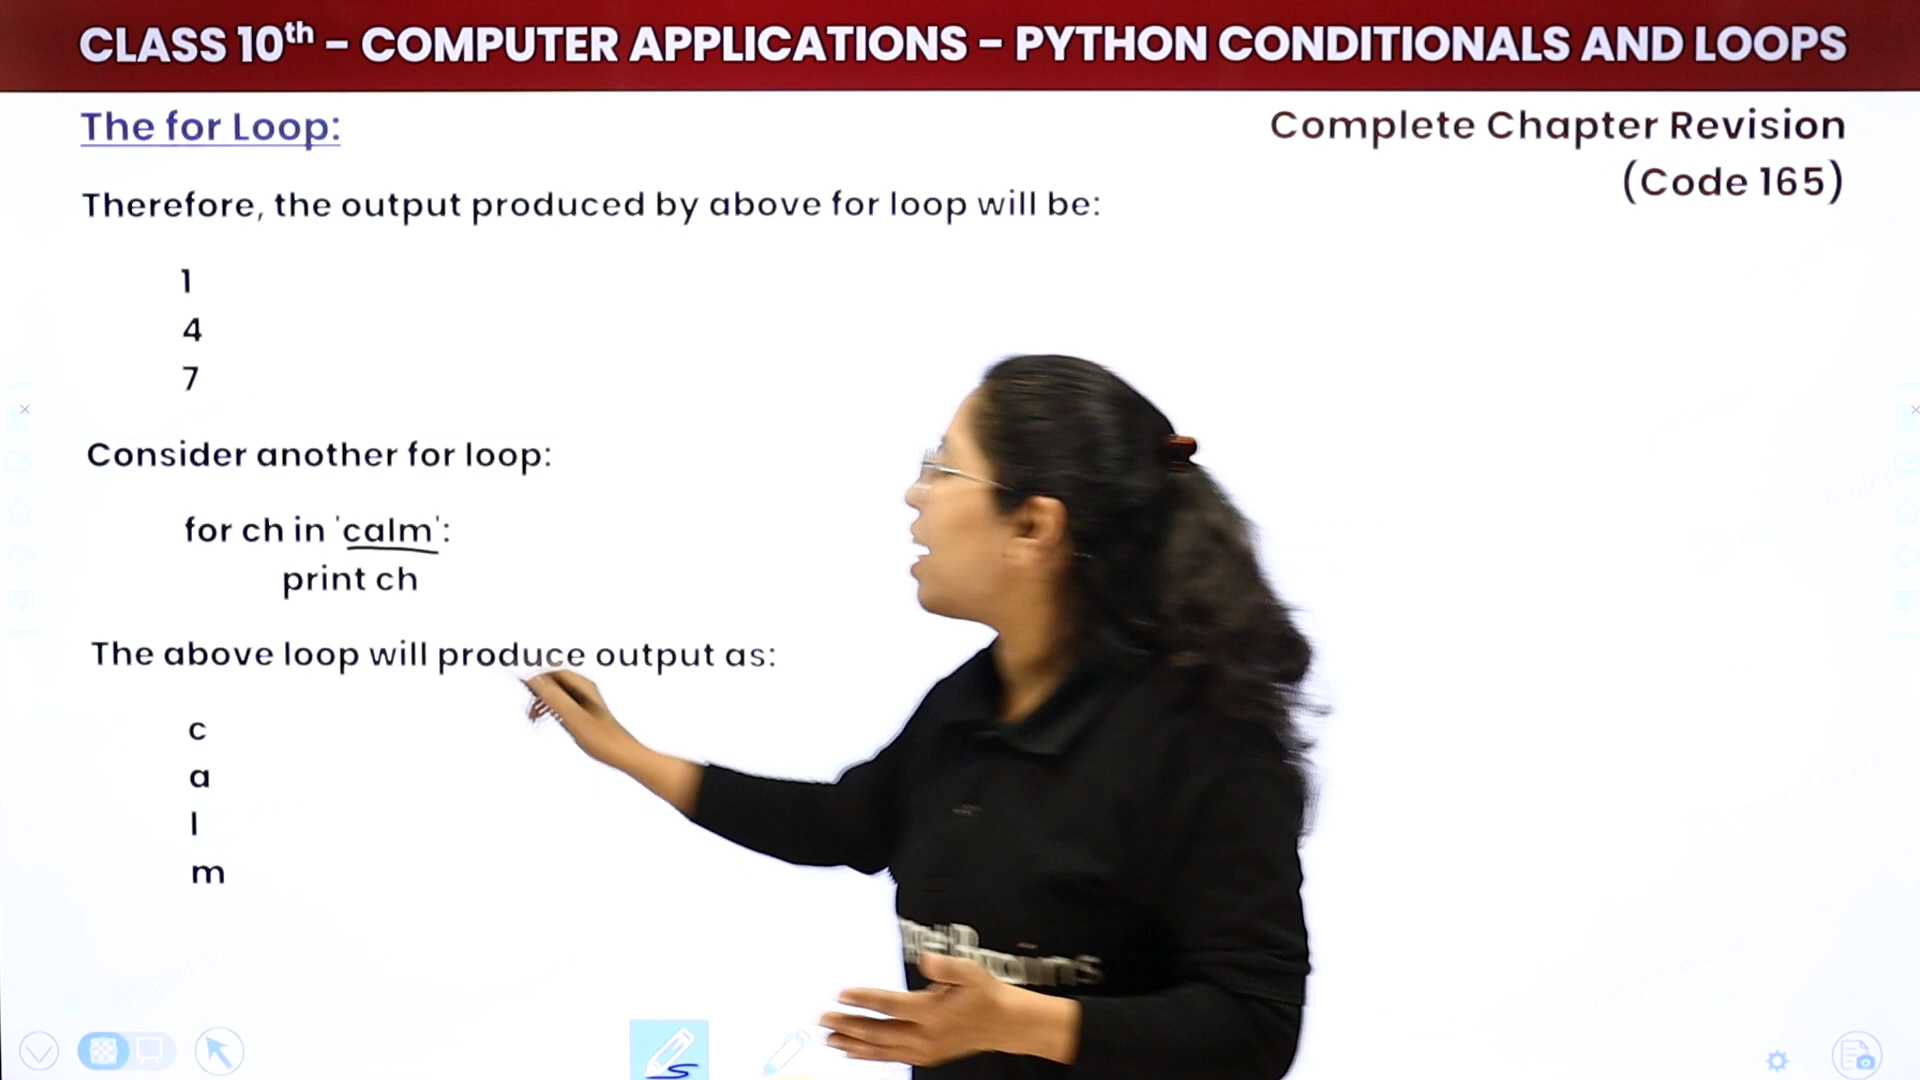 CLASS 10th – COMPUTER APPLICATIONS – PYTHON CONDITIONALS AND LOOPS
The for Loop:
Complete Chapter Revision
(Code 165)
Therefore, the output produced by above for loop will be:
1
4
7
Consider another for loop:
for ch in 'calm':
print ch
The above loop will produce output as:
c
a
l
m